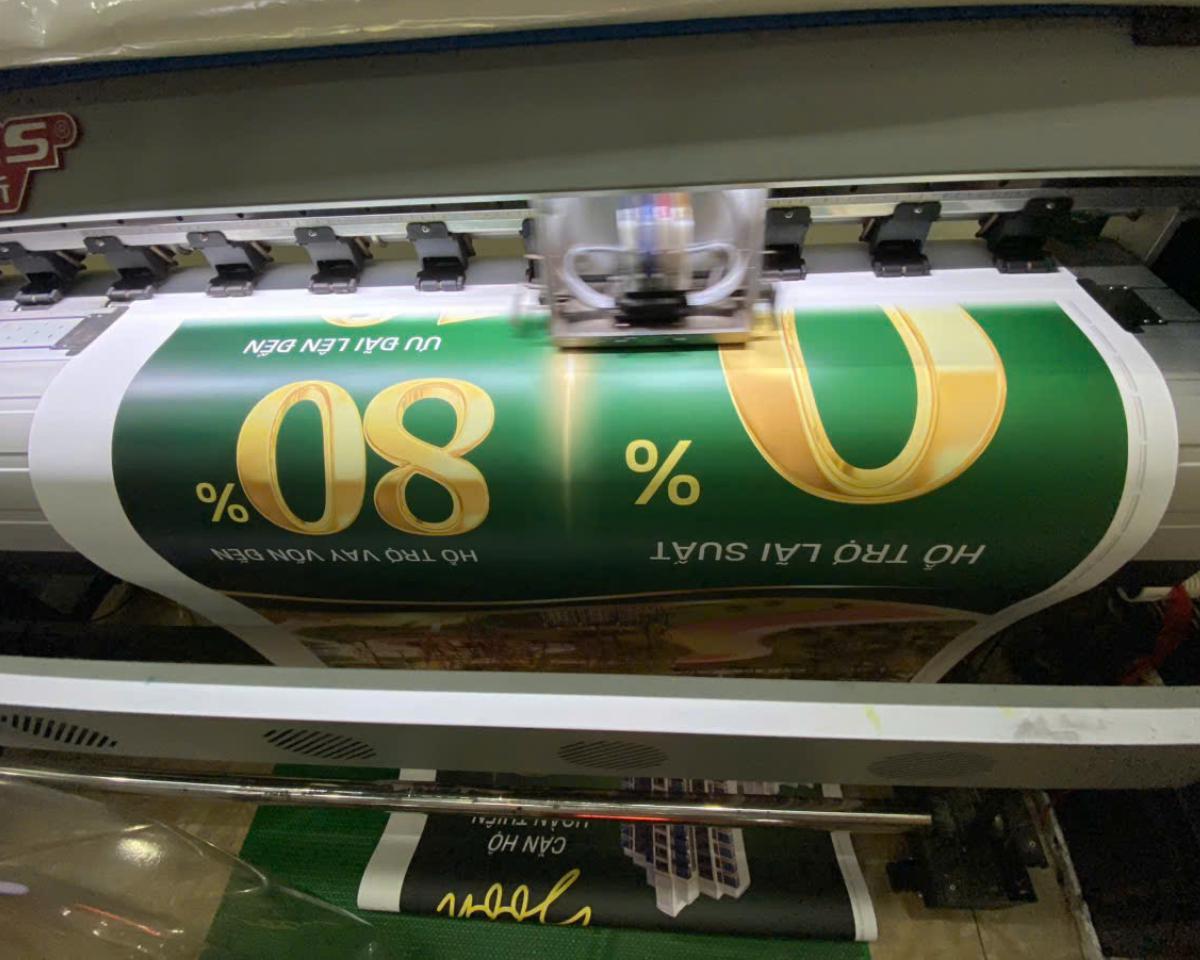 S®
HỖ TRỢ LÃI SUẤT
0
%
HỖ TRỢ VAY VỐN ĐẾN
80
%
ƯU ĐÃI LÊN ĐẾN
CĂN HỘ